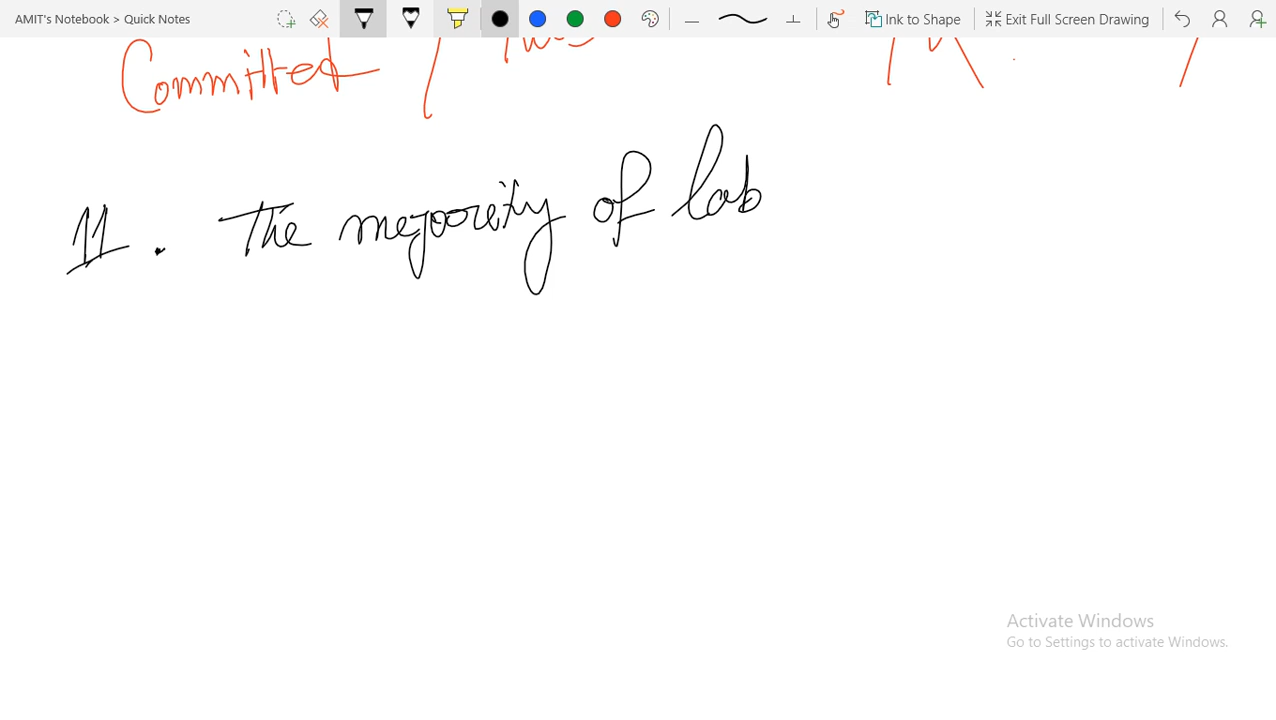 AMIT's Notebook > Quick Notes
Ink to Shape
Exit Full Screen Drawing
Committed
11. The mejority of lab
Activate Windows
Go to Settings to activate Windows.